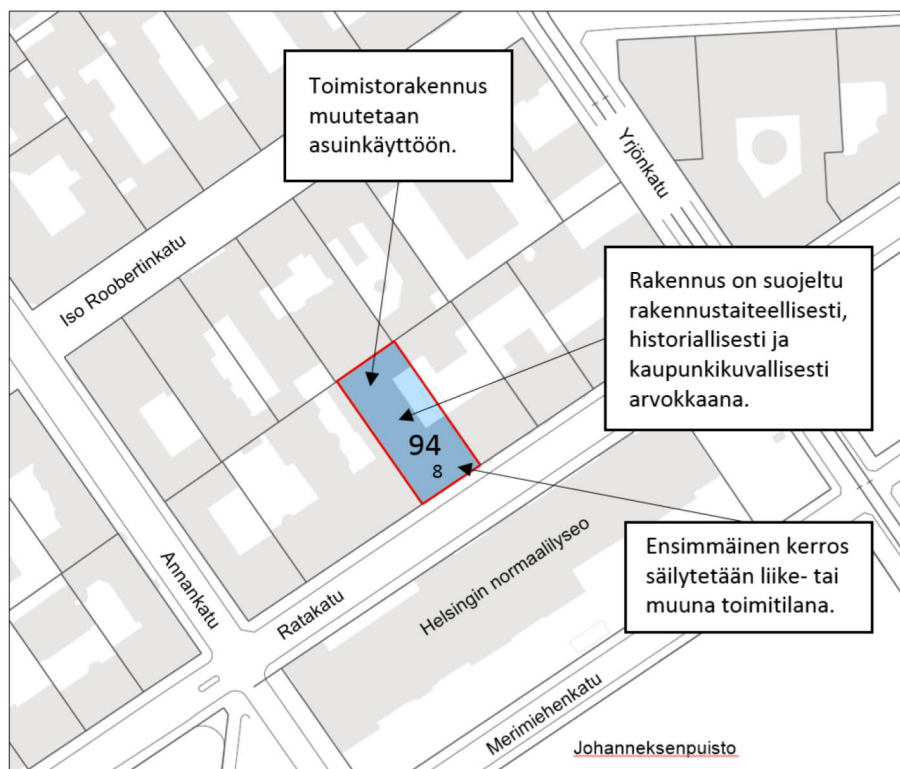 Toimistorakennus
muutetaan
asuinkäyttöön.
Yrjönkatu
Iso Roobertinkatu
Rakennus on suojeltu
rakennustaiteellisesti,
historiallisesti ja
kaupunkikuvallisesti
arvokkaana.
94
8
Ensimmäinen kerros
säilytetään liike- tai
muuna toimitilana.
Helsingin normaalilyseo
Annankatu
Ratakatu
Merimiehenkatu
Johanneksenpuisto